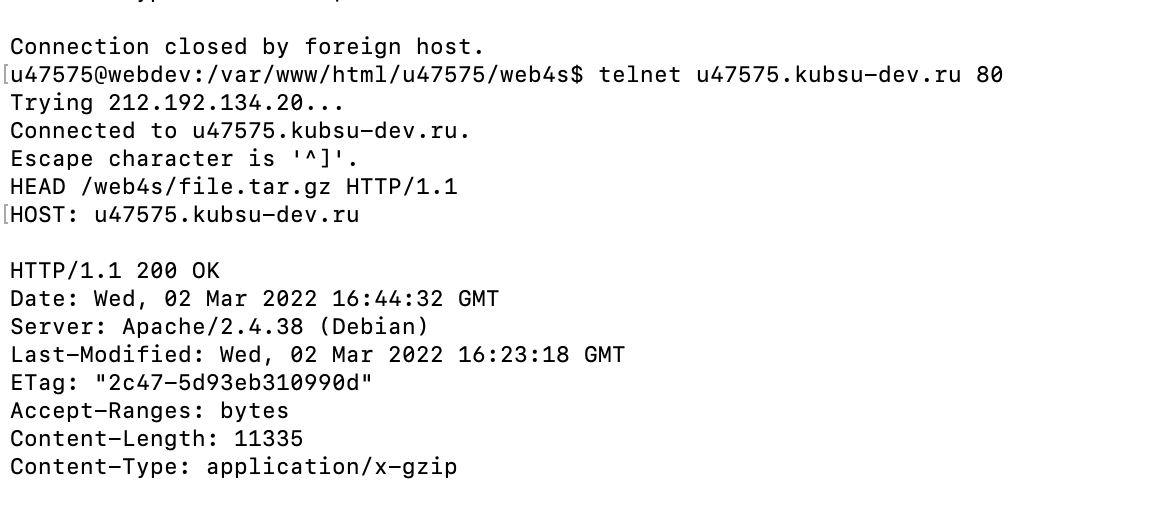 Connection closed by foreign host.
[u47575@webdev:/var/www/html/u47575/web4s$ telnet u47575.kubsu-dev.ru 80
Trying 212.192.134.20...
Connected to u47575.kubsu-dev.ru.
Escape character is '^]'.
HEAD /web4s/file.tar.gz HTTP/1.1
[HOST: u47575.kubsu-dev.ru
HTTP/1.1 200 OK
Date: Wed, 02 Mar 2022 16:44:32 GMT
Server: Apache/2.4.38 (Debian)
Last-Modified: Wed, 02 Mar 2022 16:23:18 GMT
ETag: "2c47-5d93eb310990d"
Accept-Ranges: bytes
Content-Length: 11335
Content-Type: application/x-gzip